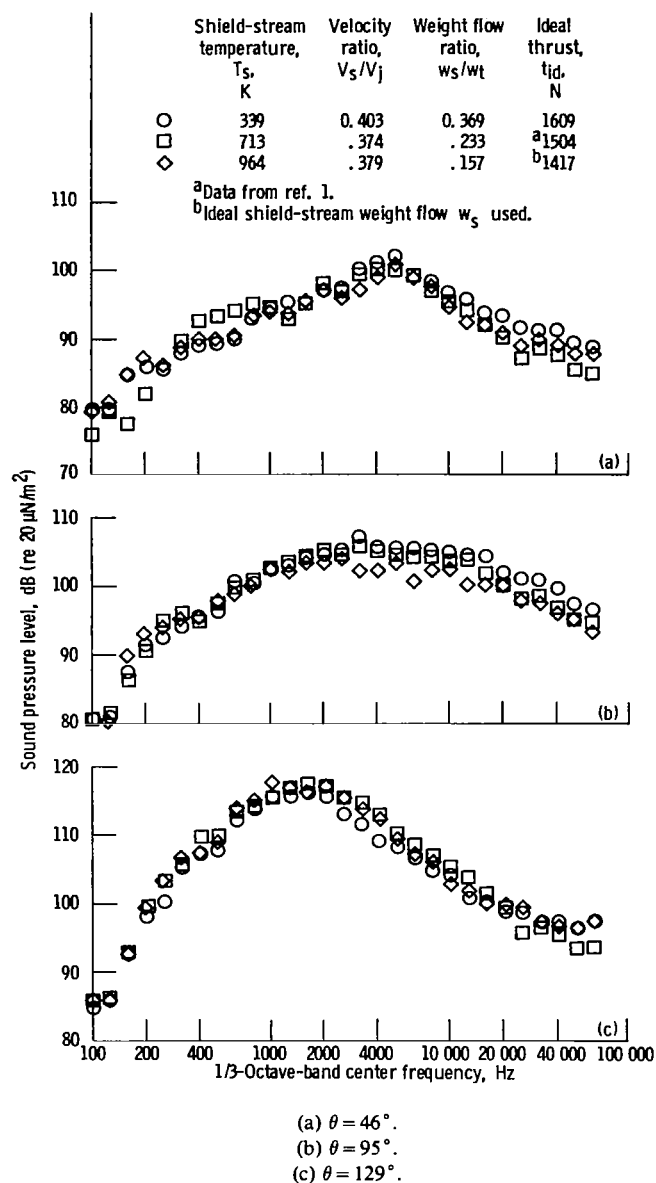 Shield-stream Velocity Weight flow Ideal
temperature, ratio, ratio, thrust,
Ts, Vs/Vj ws/wt tid,
K N
339 0.403 0.369 1609
713 .374 .233 a1504
964 .379 .157 b1417
aData from ref. 1.
bIdeal shield-stream weight flow ws used.
110
100
90
80
70
(a)
Sound pressure level, dB (re 20 μN/m2)
110
100
90
80
(b)
120
110
100
90
80
(c)
100 200 400 1000 2000 4000 10 000 20 000 40 000 100 000
1/3-Octave-band center frequency, Hz
(a) θ = 46°.
(b) θ = 95°.
(c) θ = 129°.